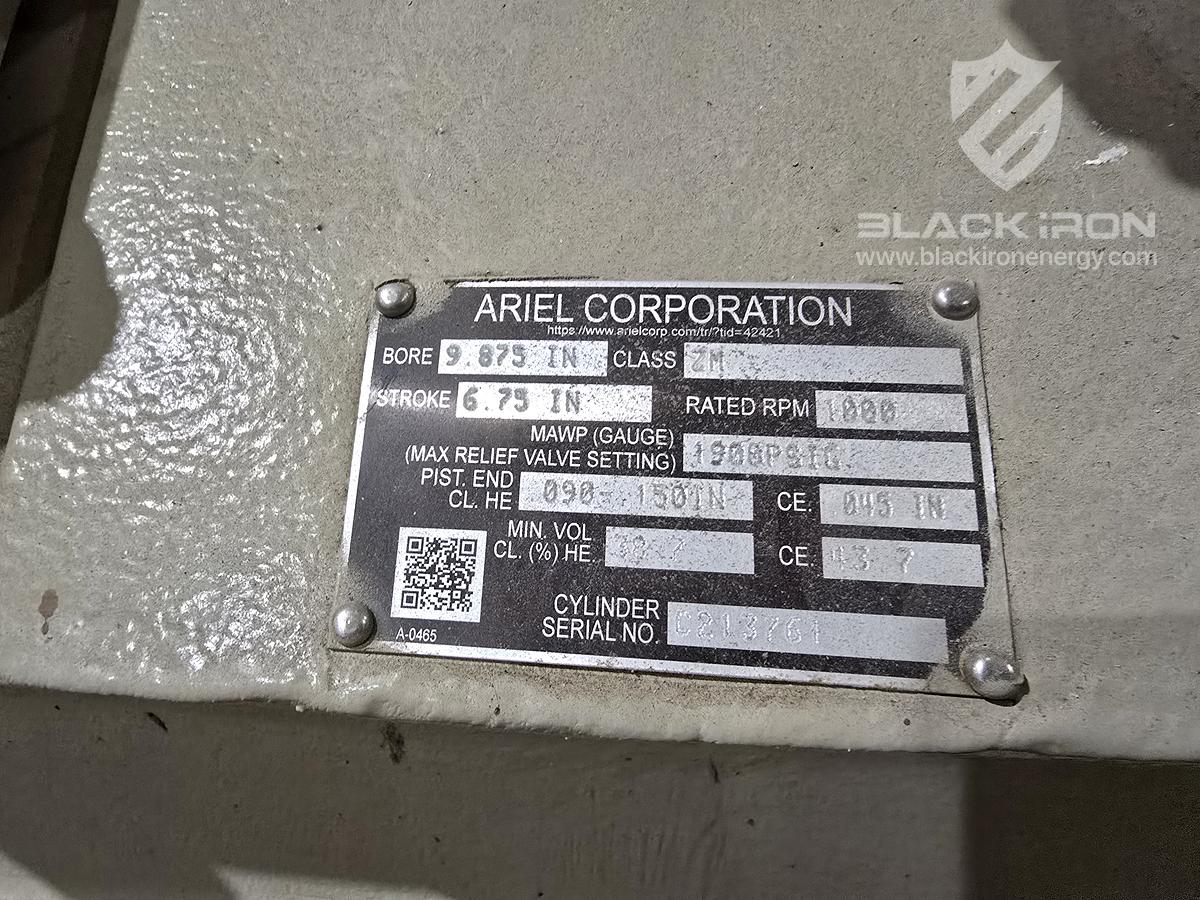 BLACK iRON
www.blackironenergy.com
ARIEL CORPORATION
https://www.arielcorp.com/tr/?tid=42421
BORE 9.875 IN CLASS ZM
STROKE 6.75 IN RATED RPM 1000
MAWP (GAUGE)
(MAX RELIEF VALVE SETTING) 1900PSIG
PIST. END
CL. HE .090-.150IN CE. .045 IN
MIN. VOL
CL. (%) HE. CE. 43.7
CYLINDER
SERIAL NO. C213761
A-0465